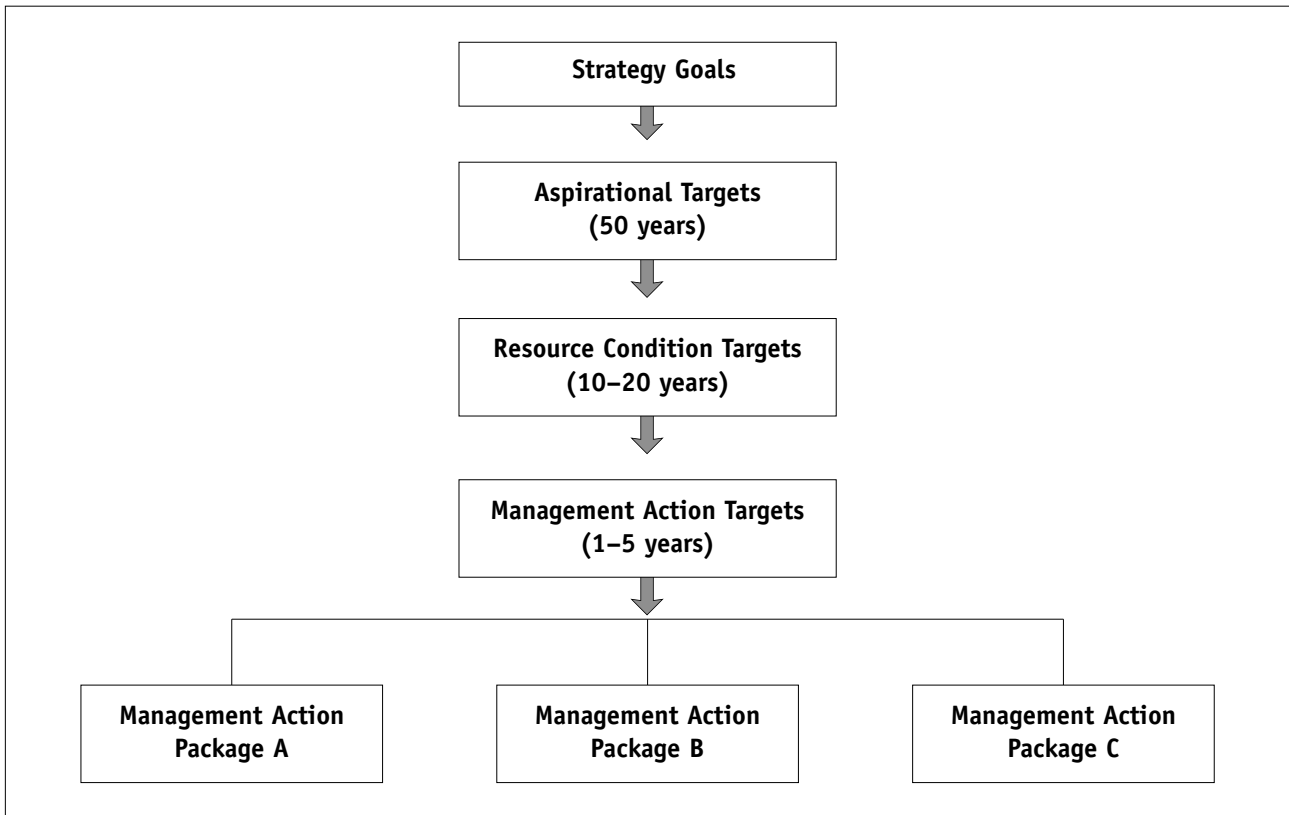 Strategy Goals
Aspirational Targets
(50 years)
Resource Condition Targets
(10–20 years)
Management Action Targets
(1–5 years)
Management Action
Package A
Management Action
Package B
Management Action
Package C